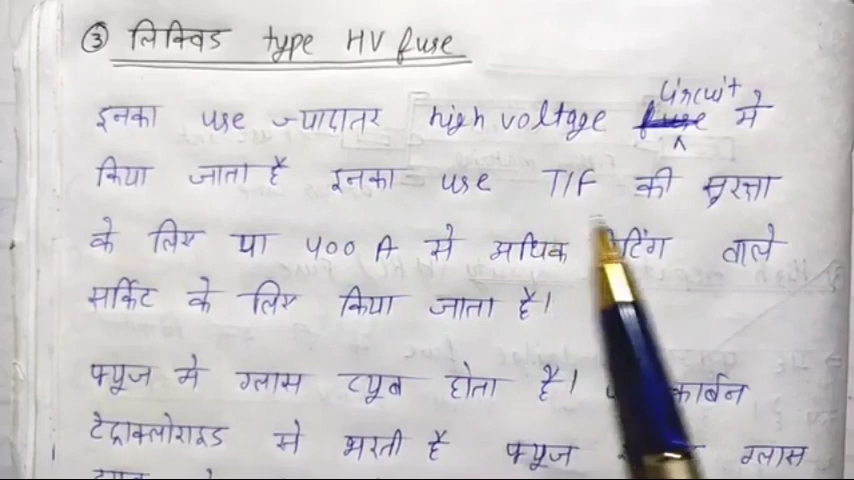 ③ लिक्विड type HV fuse
इनका use ज्यादातर high voltage circuit मे
किया जाता है इनका use T/F की सुरक्षा
के लिए या 400 A से अधिक रेटिंग वाले
सर्किट के लिए किया जाता है।
फ्यूज मे ग्लास ट्यूब होता है। कार्बन
टेट्राक्लोराइड से भरती है फ्यूज ग्लास